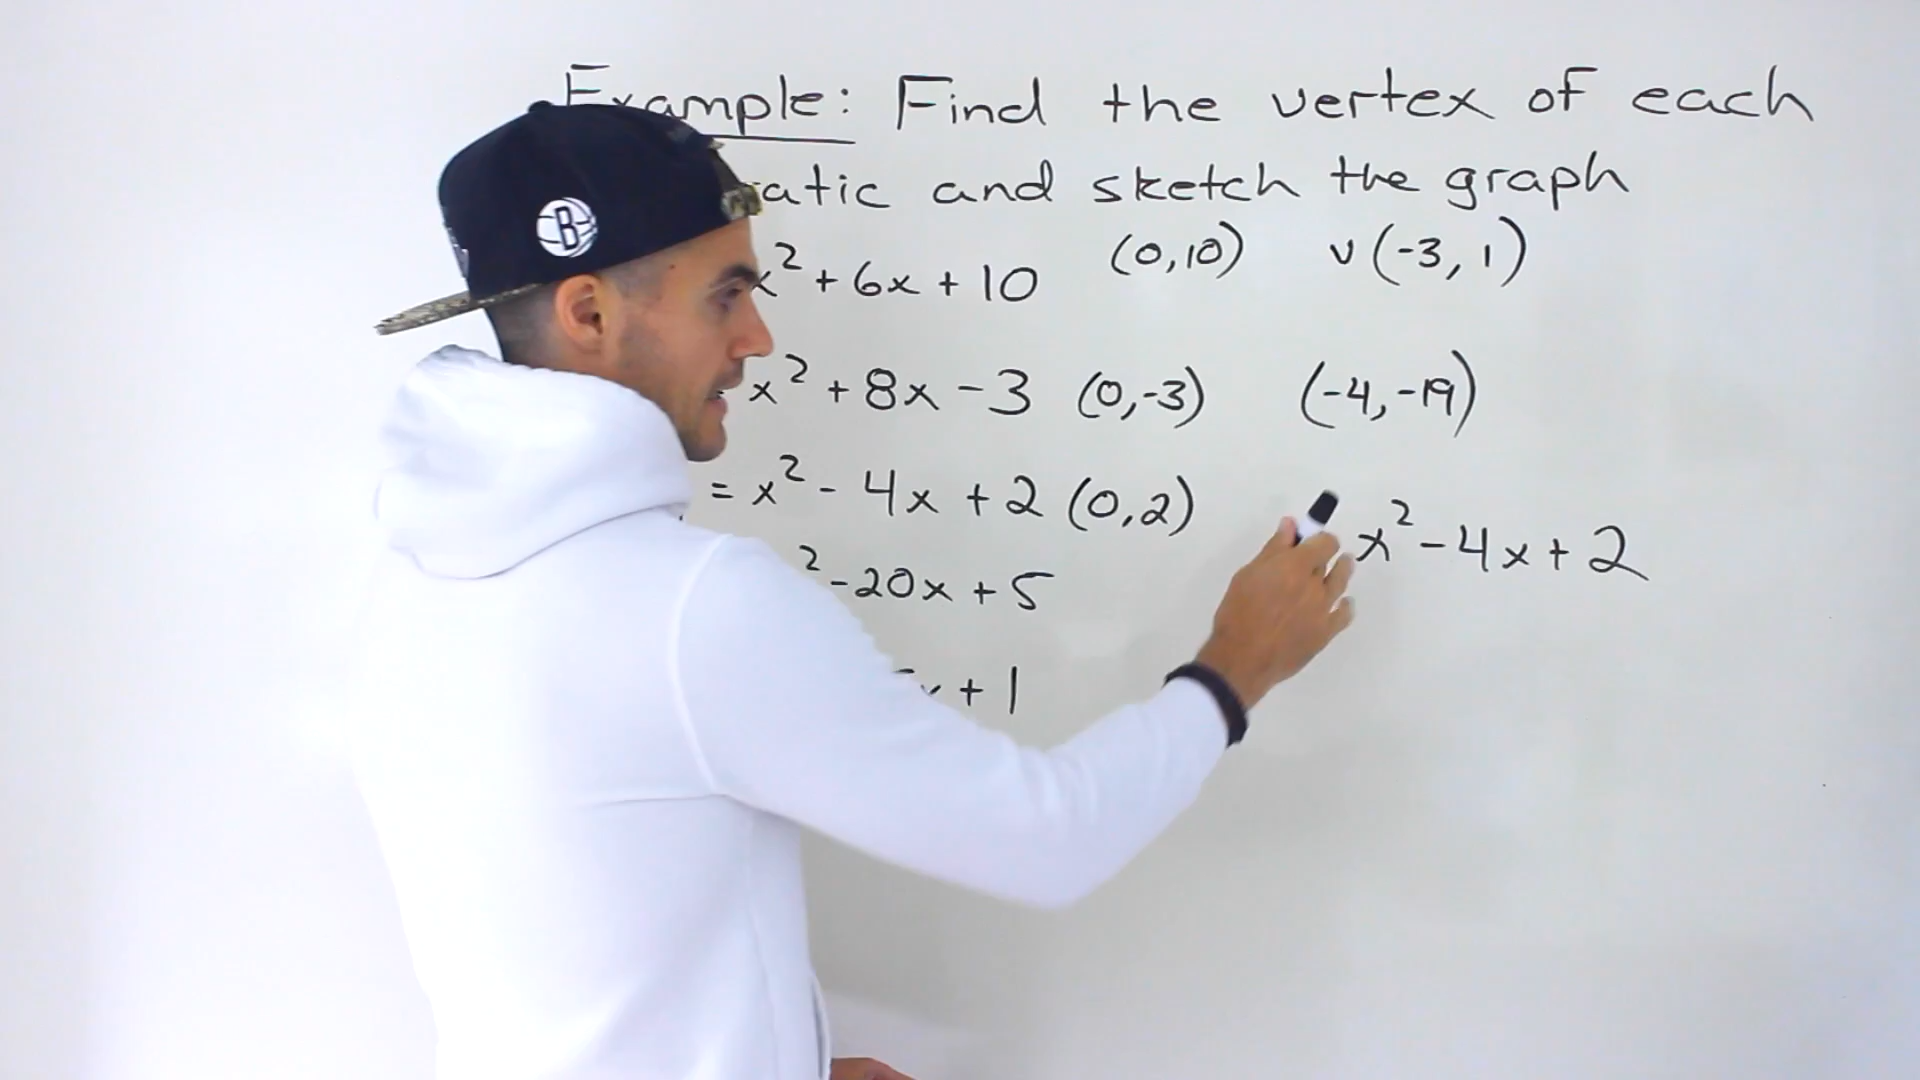 Example: Find the vertex of each
and sketch the graph
x² + 6x + 10 (0,10) v (-3, 1)
x² + 8x - 3 (0,-3) (-4,-19)
= x² - 4x + 2 (0,2)
x² - 4x + 2
² - 20x + 5
x + 1
B